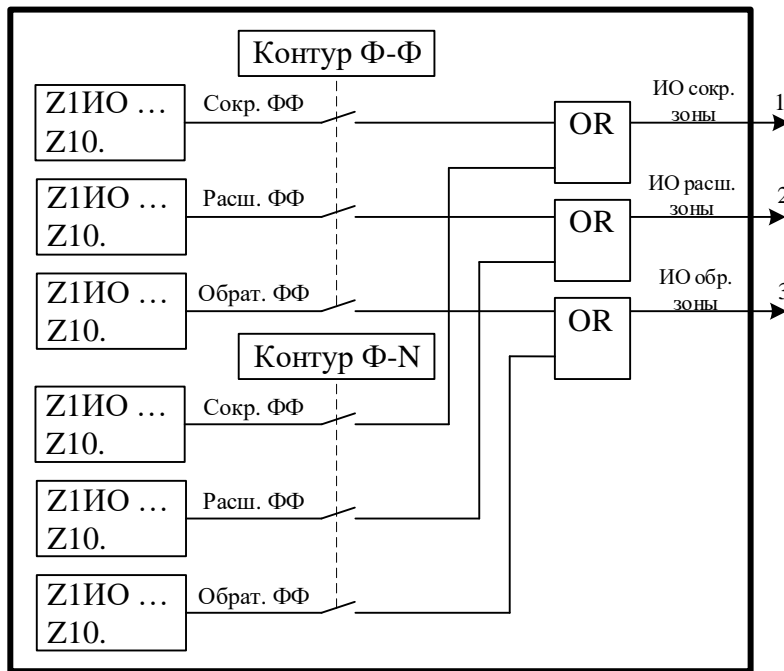 Контур Ф-Ф
Z1ИО ...
Z10.
Сокр. ФФ
OR
ИО сокр.
зоны
1
Z1ИО ...
Z10.
Расш. ФФ
OR
ИО расш.
зоны
2
Z1ИО ...
Z10.
Обрат. ФФ
OR
ИО обр.
зоны
3
Контур Ф-N
Z1ИО ...
Z10.
Сокр. ФФ
Z1ИО ...
Z10.
Расш. ФФ
Z1ИО ...
Z10.
Обрат. ФФ